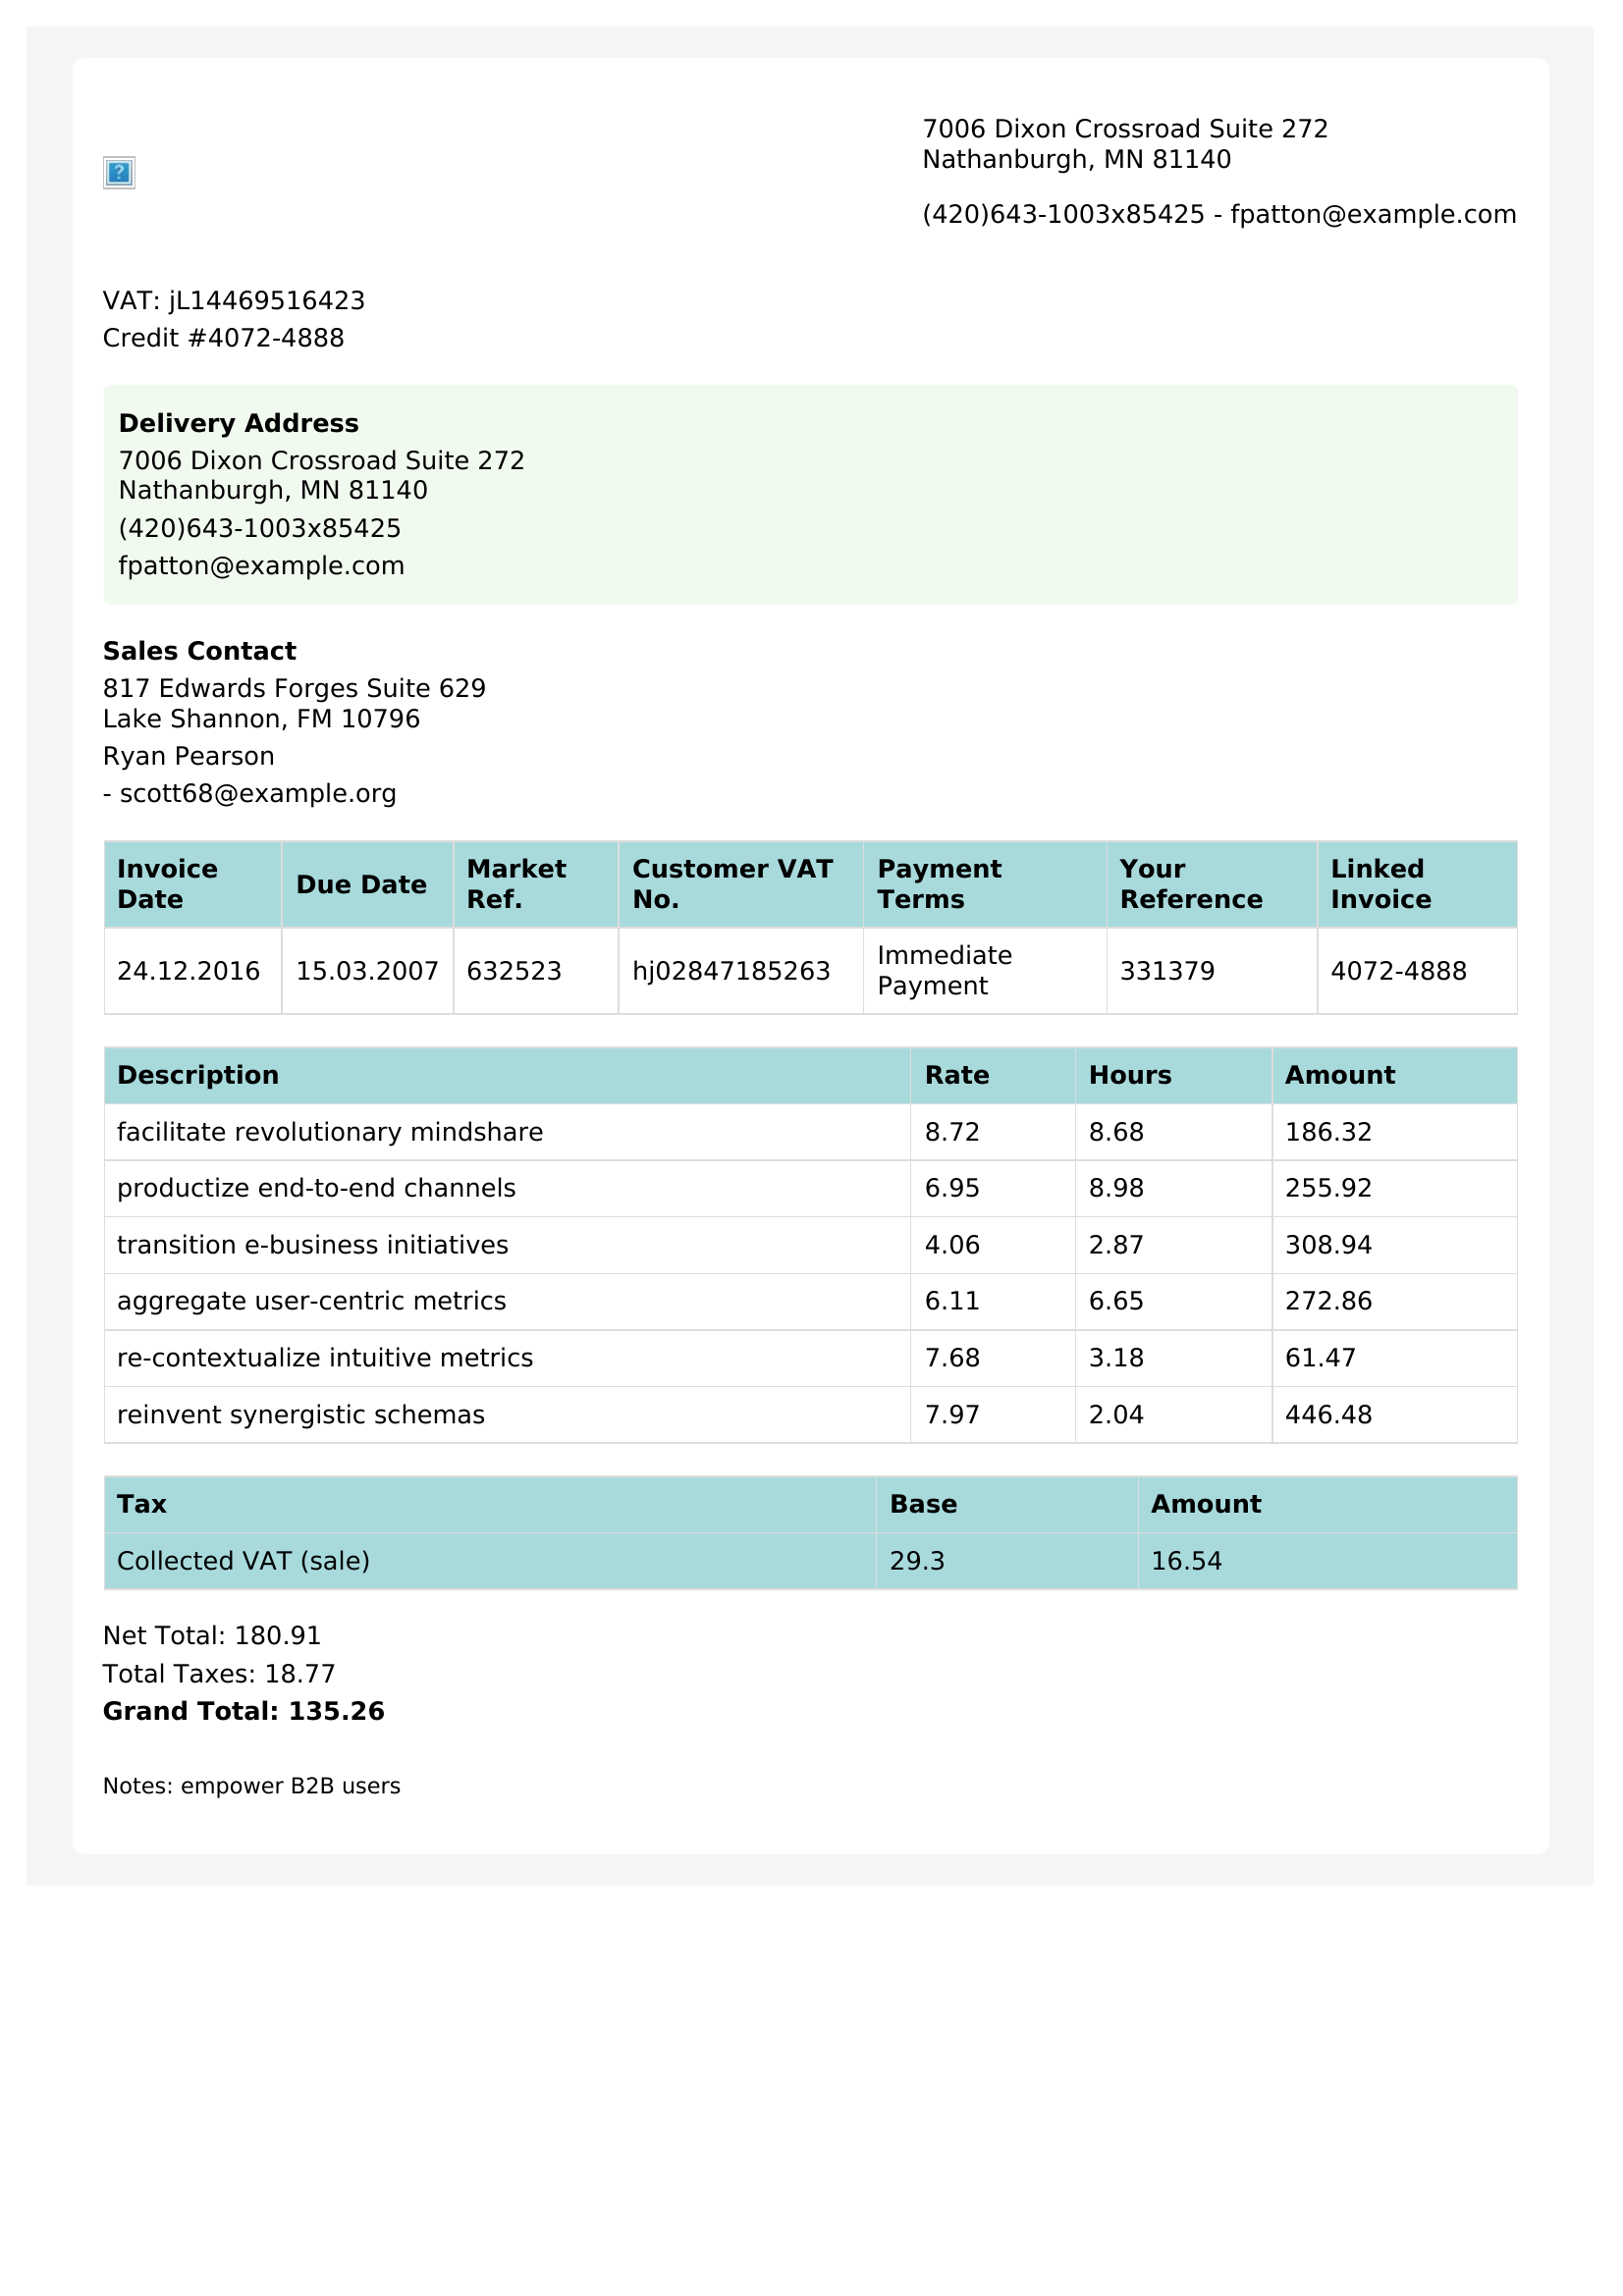 7006 Dixon Crossroad Suite 272
Nathanburgh, MN 81140
(420)643-1003x85425 - fpatton@example.com
VAT: jL14469516423
Credit #4072-4888
Delivery Address
7006 Dixon Crossroad Suite 272
Nathanburgh, MN 81140
(420)643-1003x85425
fpatton@example.com
Sales Contact
817 Edwards Forges Suite 629
Lake Shannon, FM 10796
Ryan Pearson
- scott68@example.org
Invoice Date Due Date Market Ref. Customer VAT No. Payment Terms Your Reference Linked Invoice
24.12.2016 15.03.2007 632523 hj02847185263 Immediate Payment 331379 4072-4888
Description Rate Hours Amount
facilitate revolutionary mindshare 8.72 8.68 186.32
productize end-to-end channels 6.95 8.98 255.92
transition e-business initiatives 4.06 2.87 308.94
aggregate user-centric metrics 6.11 6.65 272.86
re-contextualize intuitive metrics 7.68 3.18 61.47
reinvent synergistic schemas 7.97 2.04 446.48
Tax Base Amount
Collected VAT (sale) 29.3 16.54
Net Total: 180.91
Total Taxes: 18.77
Grand Total: 135.26
Notes: empower B2B users